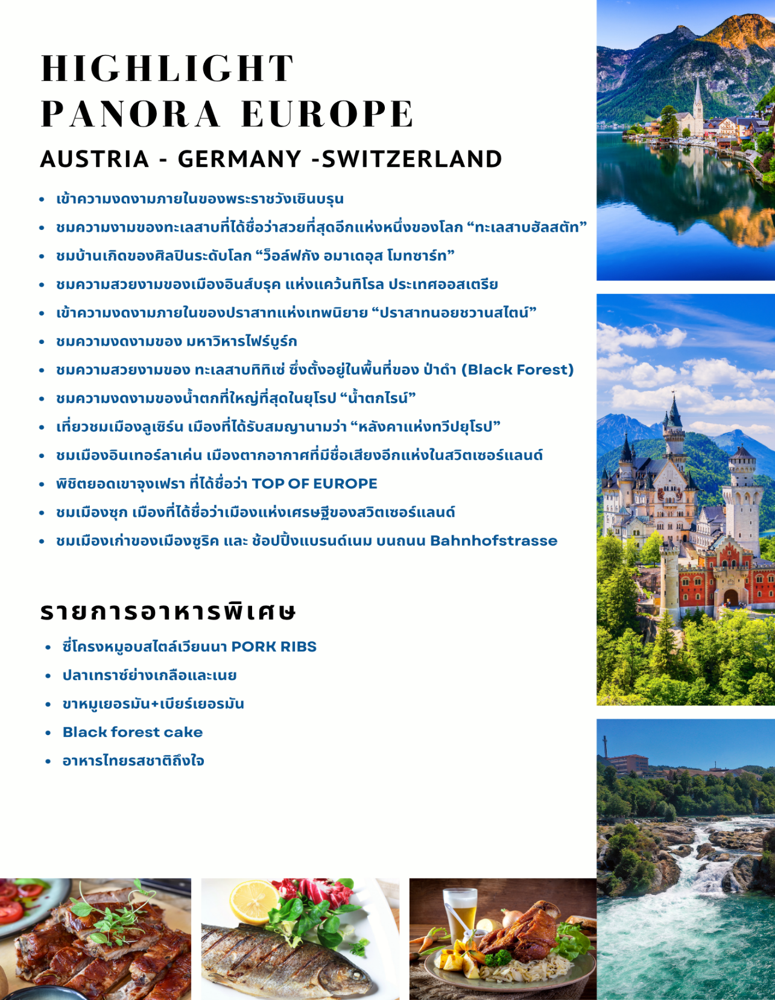 HIGHLIGHT
PANORA EUROPE
AUSTRIA - GERMANY -SWITZERLAND
• เข้าความงดงามภายในของพระราชวังเชินบรุน
• ชมความงามของทะเลสาบที่ได้ชื่อว่าสวยที่สุดอีกแห่งหนึ่งของโลก “ทะเลสาบฮัลสตัท”
• ชมบ้านเกิดของศิลปินระดับโลก “ว็อล์ฟกัง อมาเดอุส โมทซาร์ท”
• ชมความสวยงามของเมืองอินส์บรุค แห่งแคว้นทิโรล ประเทศออสเตรีย
• เข้าความงดงามภายในของปราสาทแห่งเทพนิยาย “ปราสาทนอยชวานสไตน์”
• ชมความงดงามของ มหาวิหารไฟร์บูร์ก
• ชมความสวยงามของ ทะเลสาบทิทิเซ่ ซึ่งตั้งอยู่ในพื้นที่ของ ป่าดำ (Black Forest)
• ชมความงดงามของน้ำตกที่ใหญ่ที่สุดในยุโรป “น้ำตกไรน์”
• เที่ยวชมเมืองลูเซิร์น เมืองที่ได้รับสมญานามว่า “หลังคาแห่งทวีปยุโรป”
• ชมเมืองอินเทอร์ลาเค่น เมืองตากอากาศที่มีชื่อเสียงอีกแห่งในสวิตเซอร์แลนด์
• พิชิตยอดเขาจุงเฟรา ที่ได้ชื่อว่า TOP OF EUROPE
• ชมเมืองซุก เมืองที่ได้ชื่อว่าเมืองแห่งเศรษฐีของสวิตเซอร์แลนด์
• ชมเมืองเก่าของเมืองซูริค และ ช้อปปิ้งแบรนด์เนม บนถนน Bahnhofstrasse
รายการอาหารพิเศษ
• ซี่โครงหมูอบสไตล์เวียนนา PORK RIBS
• ปลาเทราซ์ย่างเกลือและเนย
• ขาหมูเยอรมัน+เบียร์เยอรมัน
• Black forest cake
• อาหารไทยรสชาติถึงใจ